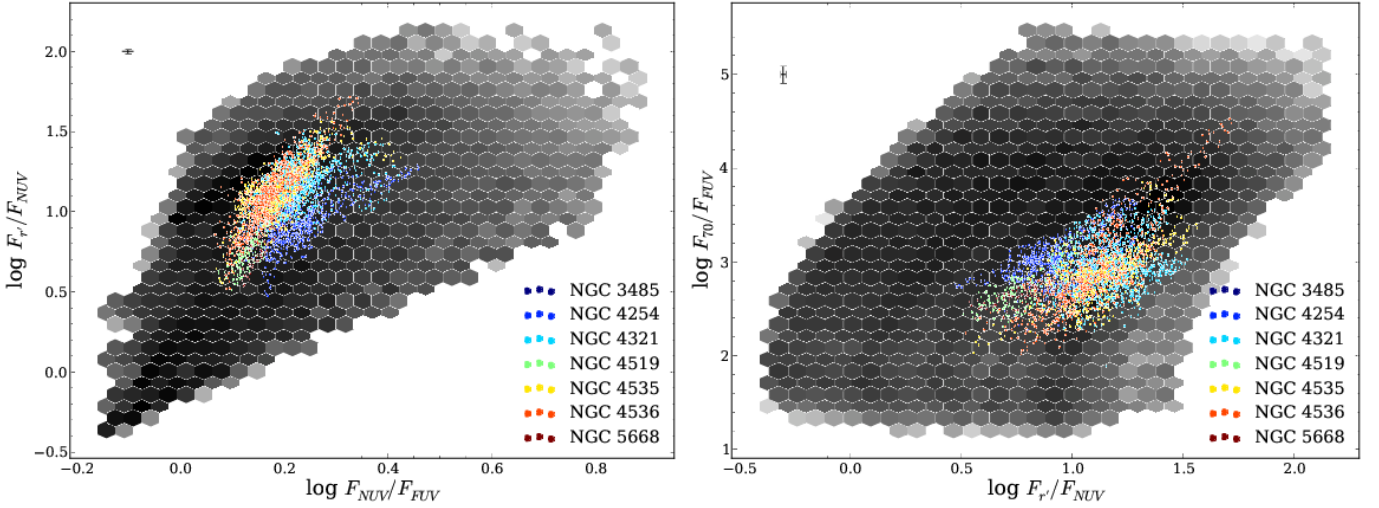 log F_r'/F_NUV
2.0
1.5
1.0
0.5
0.0
−0.5
−0.2
0.0
0.2
0.4
0.6
0.8
log F_NUV/F_FUV
NGC 3485
NGC 4254
NGC 4321
NGC 4519
NGC 4535
NGC 4536
NGC 5668
log F_70/F_FUV
5
4
3
2
1
−0.5
0.0
0.5
1.0
1.5
2.0
log F_r'/F_NUV
NGC 3485
NGC 4254
NGC 4321
NGC 4519
NGC 4535
NGC 4536
NGC 5668